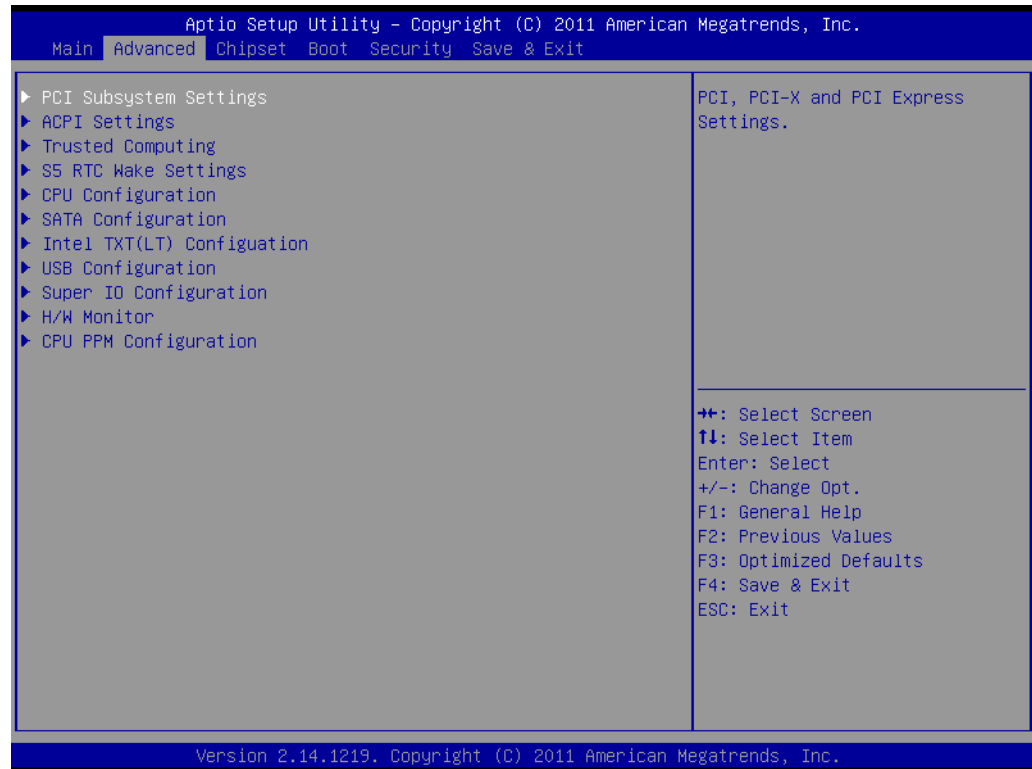 Aptio Setup Utility – Copyright (C) 2011 American Megatrends, Inc.
Main Advanced Chipset Boot Security Save & Exit
▶ PCI Subsystem Settings
▶ ACPI Settings
▶ Trusted Computing
▶ S5 RTC Wake Settings
▶ CPU Configuration
▶ SATA Configuration
▶ Intel TXT(LT) Configuation
▶ USB Configuration
▶ Super IO Configuration
▶ H/W Monitor
▶ CPU PPM Configuration
PCI, PCI-X and PCI Express
Settings.
→←: Select Screen
↑↓: Select Item
Enter: Select
+/-: Change Opt.
F1: General Help
F2: Previous Values
F3: Optimized Defaults
F4: Save & Exit
ESC: Exit
Version 2.14.1219. Copyright (C) 2011 American Megatrends, Inc.